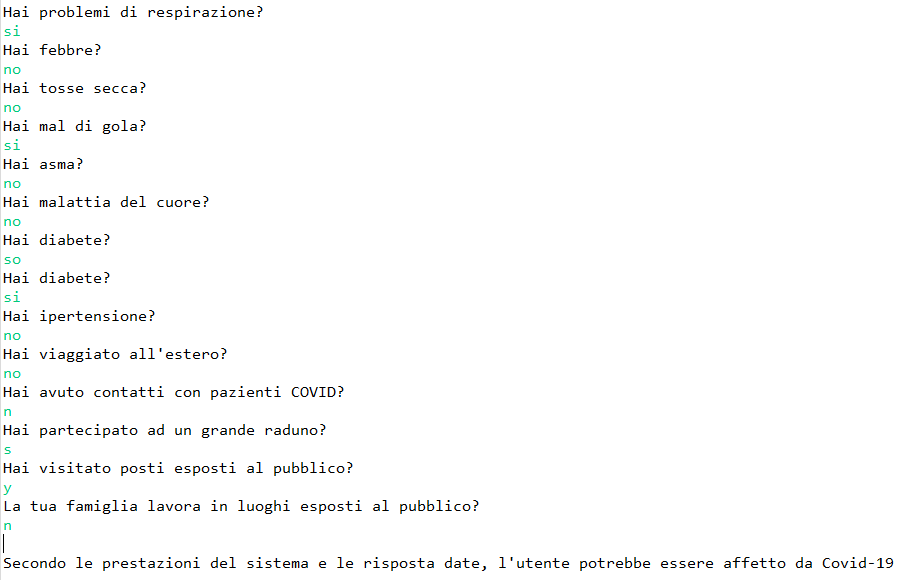 Hai problemi di respirazione?
si
Hai febbre?
no
Hai tosse secca?
no
Hai mal di gola?
si
Hai asma?
no
Hai malattia del cuore?
no
Hai diabete?
so
Hai diabete?
si
Hai ipertensione?
no
Hai viaggiato all'estero?
no
Hai avuto contatti con pazienti COVID?
n
Hai partecipato ad un grande raduno?
s
Hai visitato posti esposti al pubblico?
y
La tua famiglia lavora in luoghi esposti al pubblico?
n
Secondo le prestazioni del sistema e le risposta date, l'utente potrebbe essere affetto da Covid-19